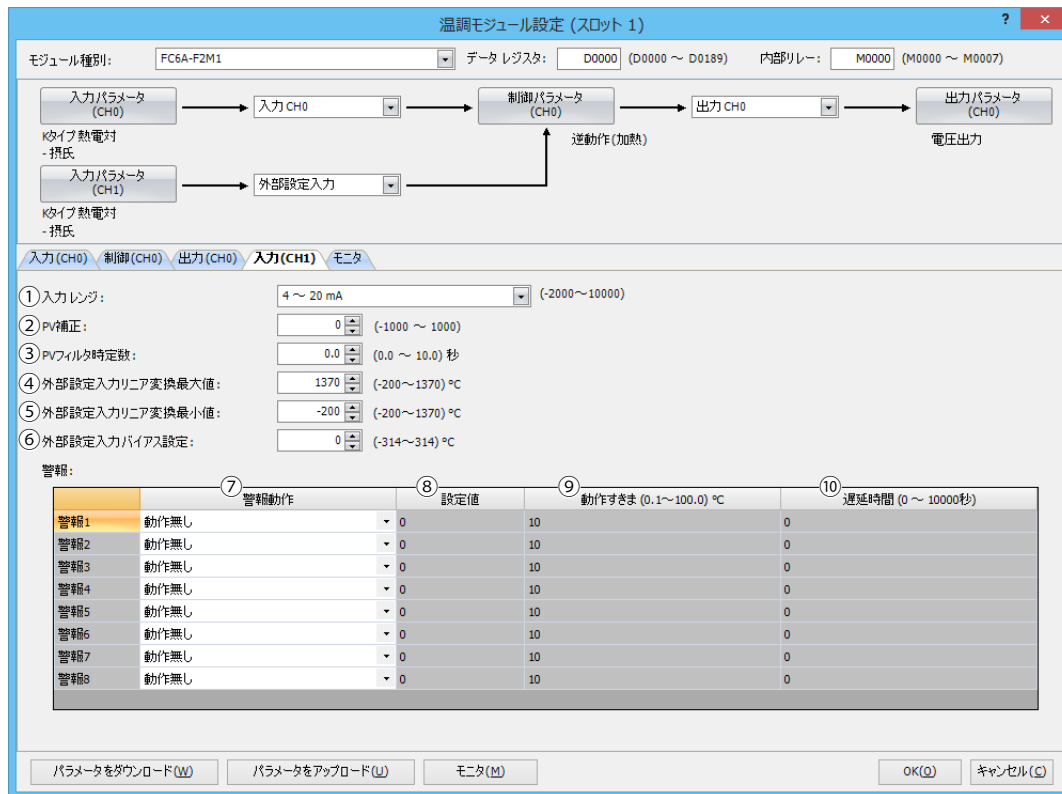 温調モジュール設定 (スロット 1)
? ×
モジュール種別: FC6A-F2M1 データ レジスタ: D0000 (D0000 ～ D0189) 内部リレー: M0000 (M0000 ～ M0007)
入力パラメータ (CH0)
入力 CH0
制御パラメータ (CH0)
出力 CH0
出力パラメータ (CH0)
Kタイプ 熱電対
- 摂氏
逆動作(加熱)
電圧出力
入力パラメータ (CH1)
外部設定入力
Kタイプ 熱電対
- 摂氏
入力(CH0) 制御(CH0) 出力(CH0) 入力(CH1) モニタ
①入力レンジ: 4 ～ 20 mA (-2000～10000)
②PV補正: 0 (-1000 ～ 1000)
③PVフィルタ時定数: 0.0 (0.0 ～ 10.0) 秒
④外部設定入力リニア変換最大値: 1370 (-200～1370) ℃
⑤外部設定入力リニア変換最小値: -200 (-200～1370) ℃
⑥外部設定入力バイアス設定: 0 (-314～314) ℃
警報:
⑦警報動作 ⑧設定値 ⑨動作すきま (0.1～100.0) ℃ ⑩遅延時間 (0 ～ 10000秒)
警報1 動作無し 0 10 0
警報2 動作無し 0 10 0
警報3 動作無し 0 10 0
警報4 動作無し 0 10 0
警報5 動作無し 0 10 0
警報6 動作無し 0 10 0
警報7 動作無し 0 10 0
警報8 動作無し 0 10 0
パラメータをダウンロード(W) パラメータをアップロード(U) モニタ(M) OK(O) キャンセル(C)